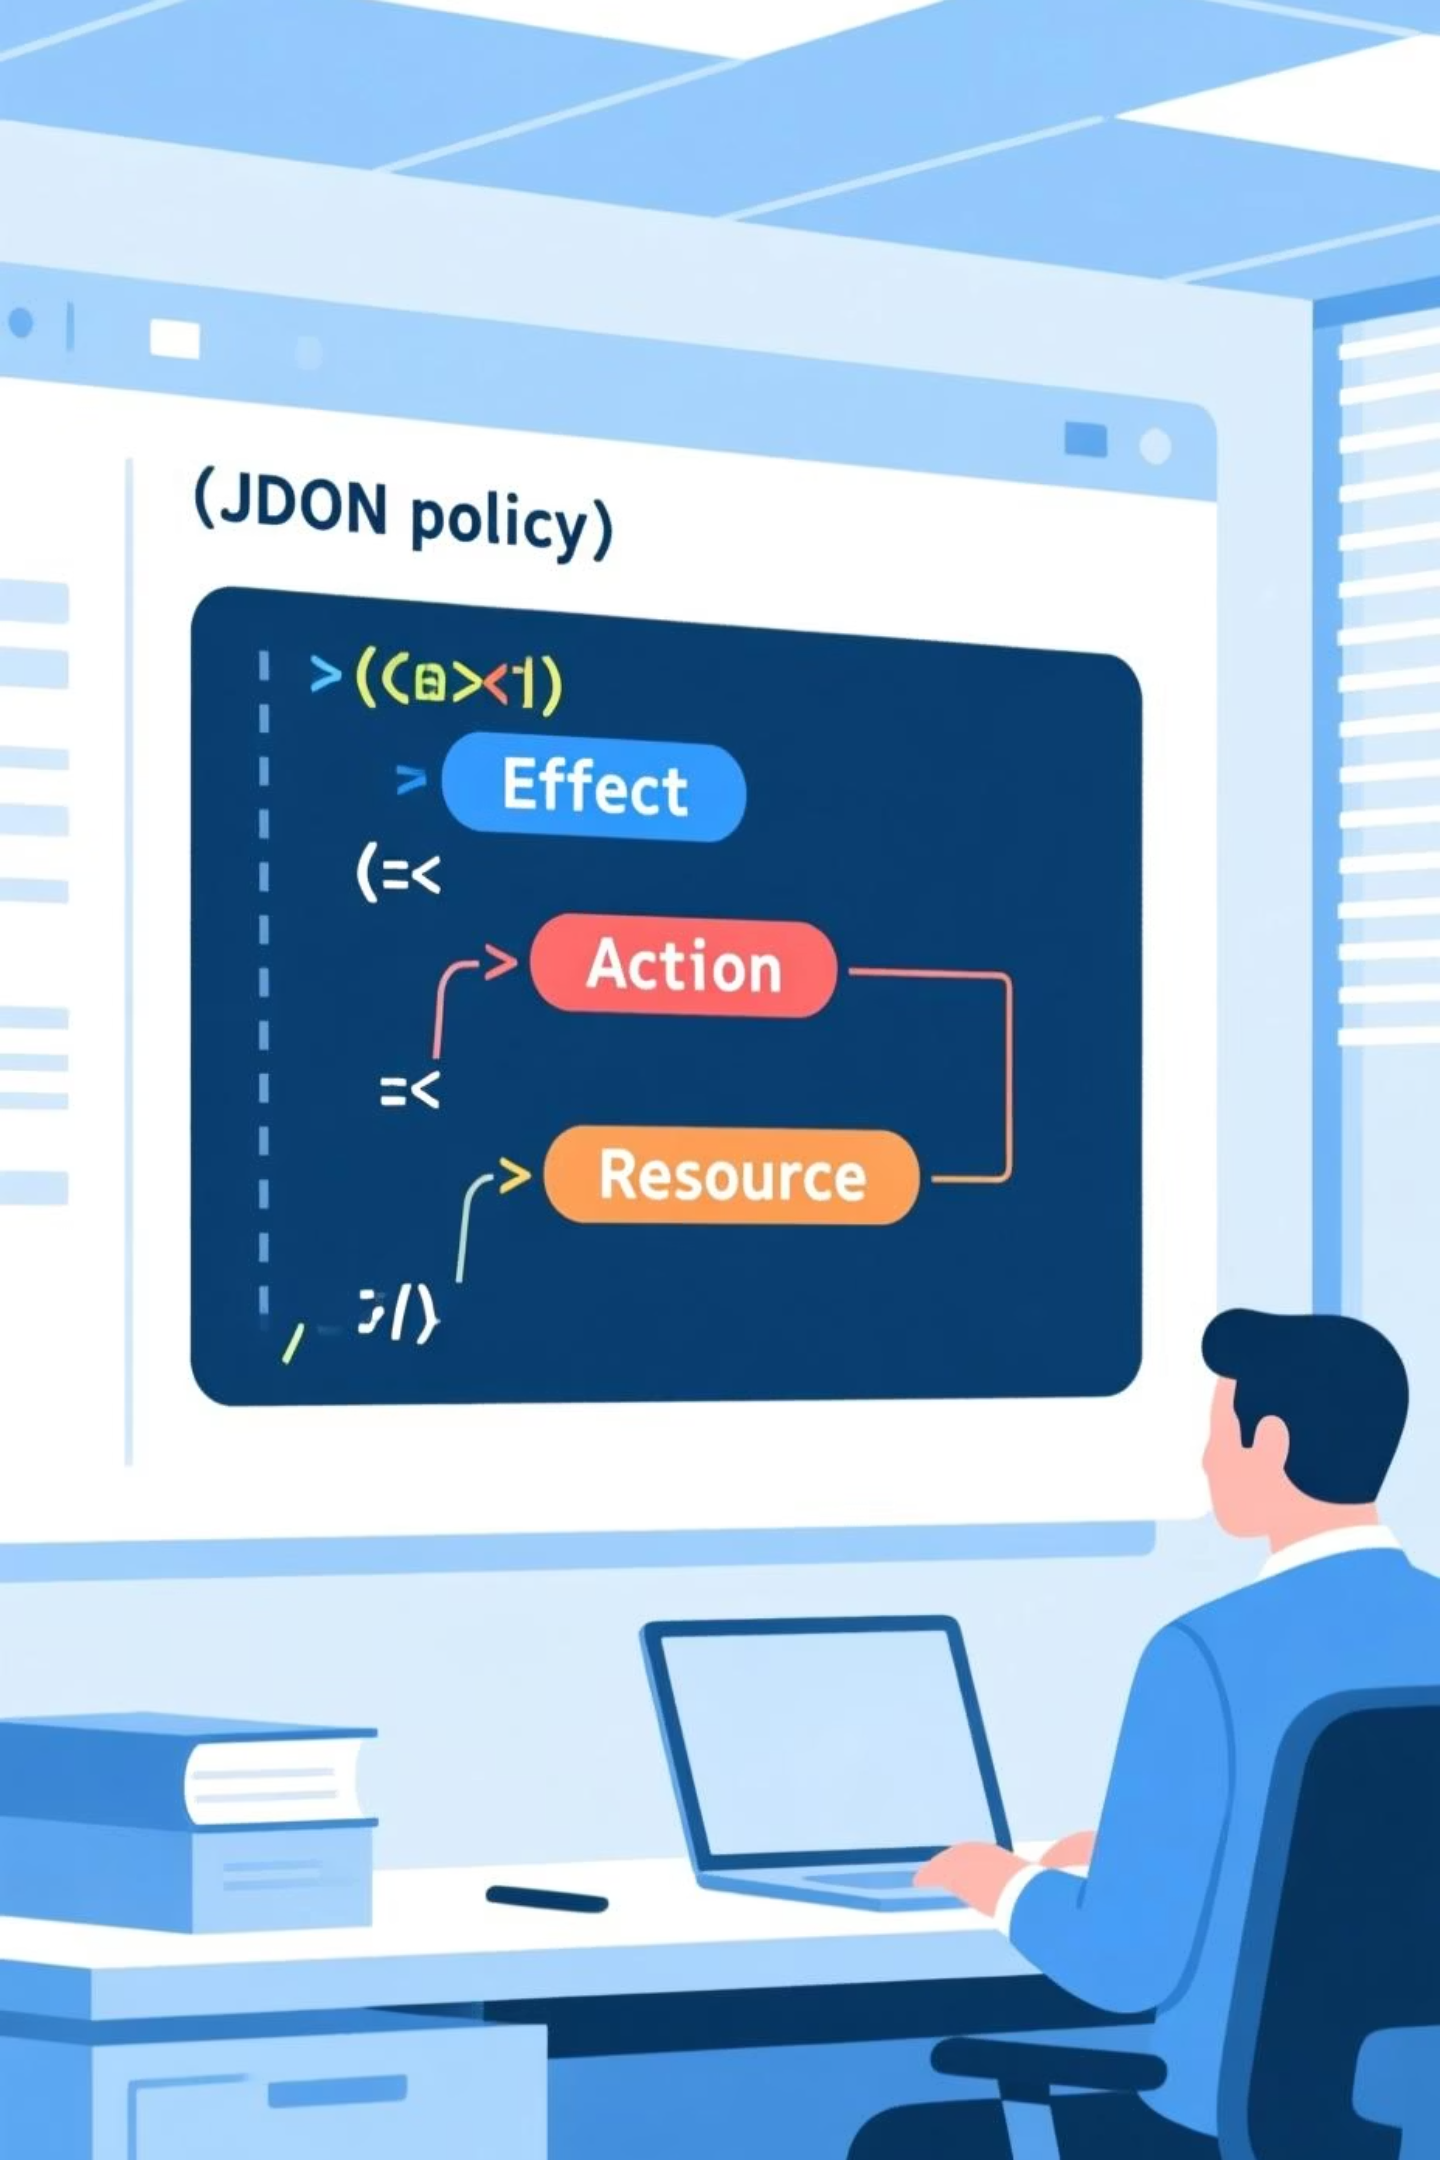 (JDON policy)
Effect
(=<
Action
=<
Resource